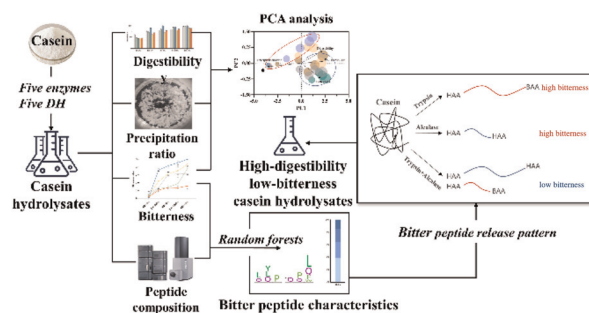 Casein
Five enzymes
Five DH
Casein
hydrolysates
Digestibility
Y
Precipitation
ratio
Bitterness
Peptide
composition
PCA analysis
PC2
PC1
High-digestibility
low-bitterness
casein hydrolysates
Random forests
Bitter peptide characteristics
Casein
Trypsin
HAA
BAA
high bitterness
Alcalase
HAA
HAA
high bitterness
Trypsin+Alcalase
HAA
HAA
HAA
BAA
low bitterness
Bitter peptide release pattern